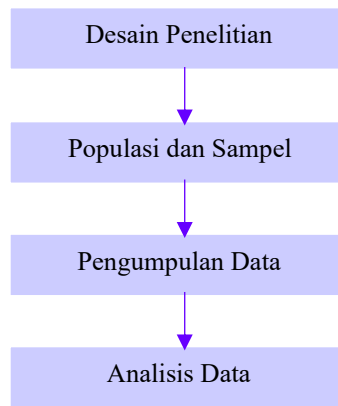 Desain Penelitian
Populasi dan Sampel
Pengumpulan Data
Analisis Data